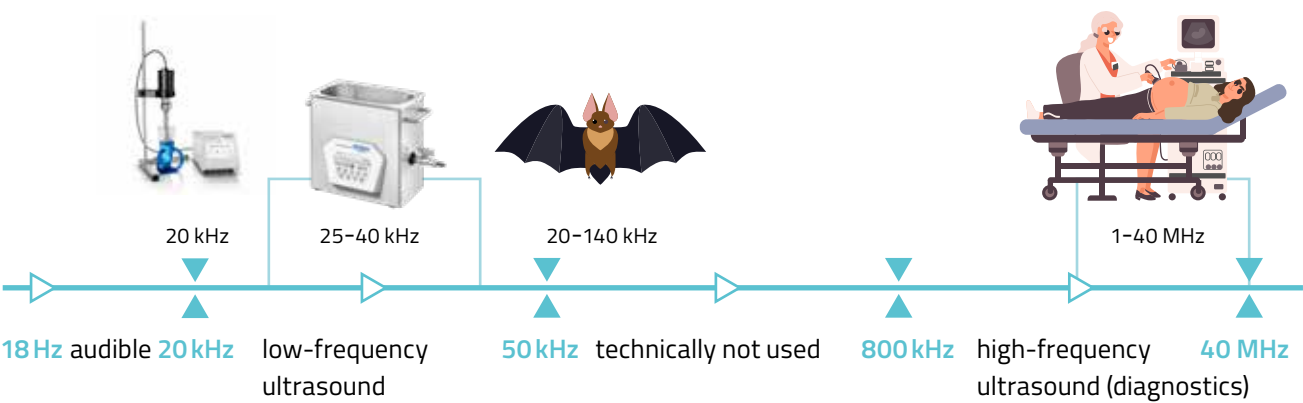 20 kHz
25–40 kHz
20–140 kHz
1–40 MHz
18 Hz audible 20 kHz low-frequency 50 kHz technically not used 800 kHz high-frequency 40 MHz
ultrasound ultrasound (diagnostics)